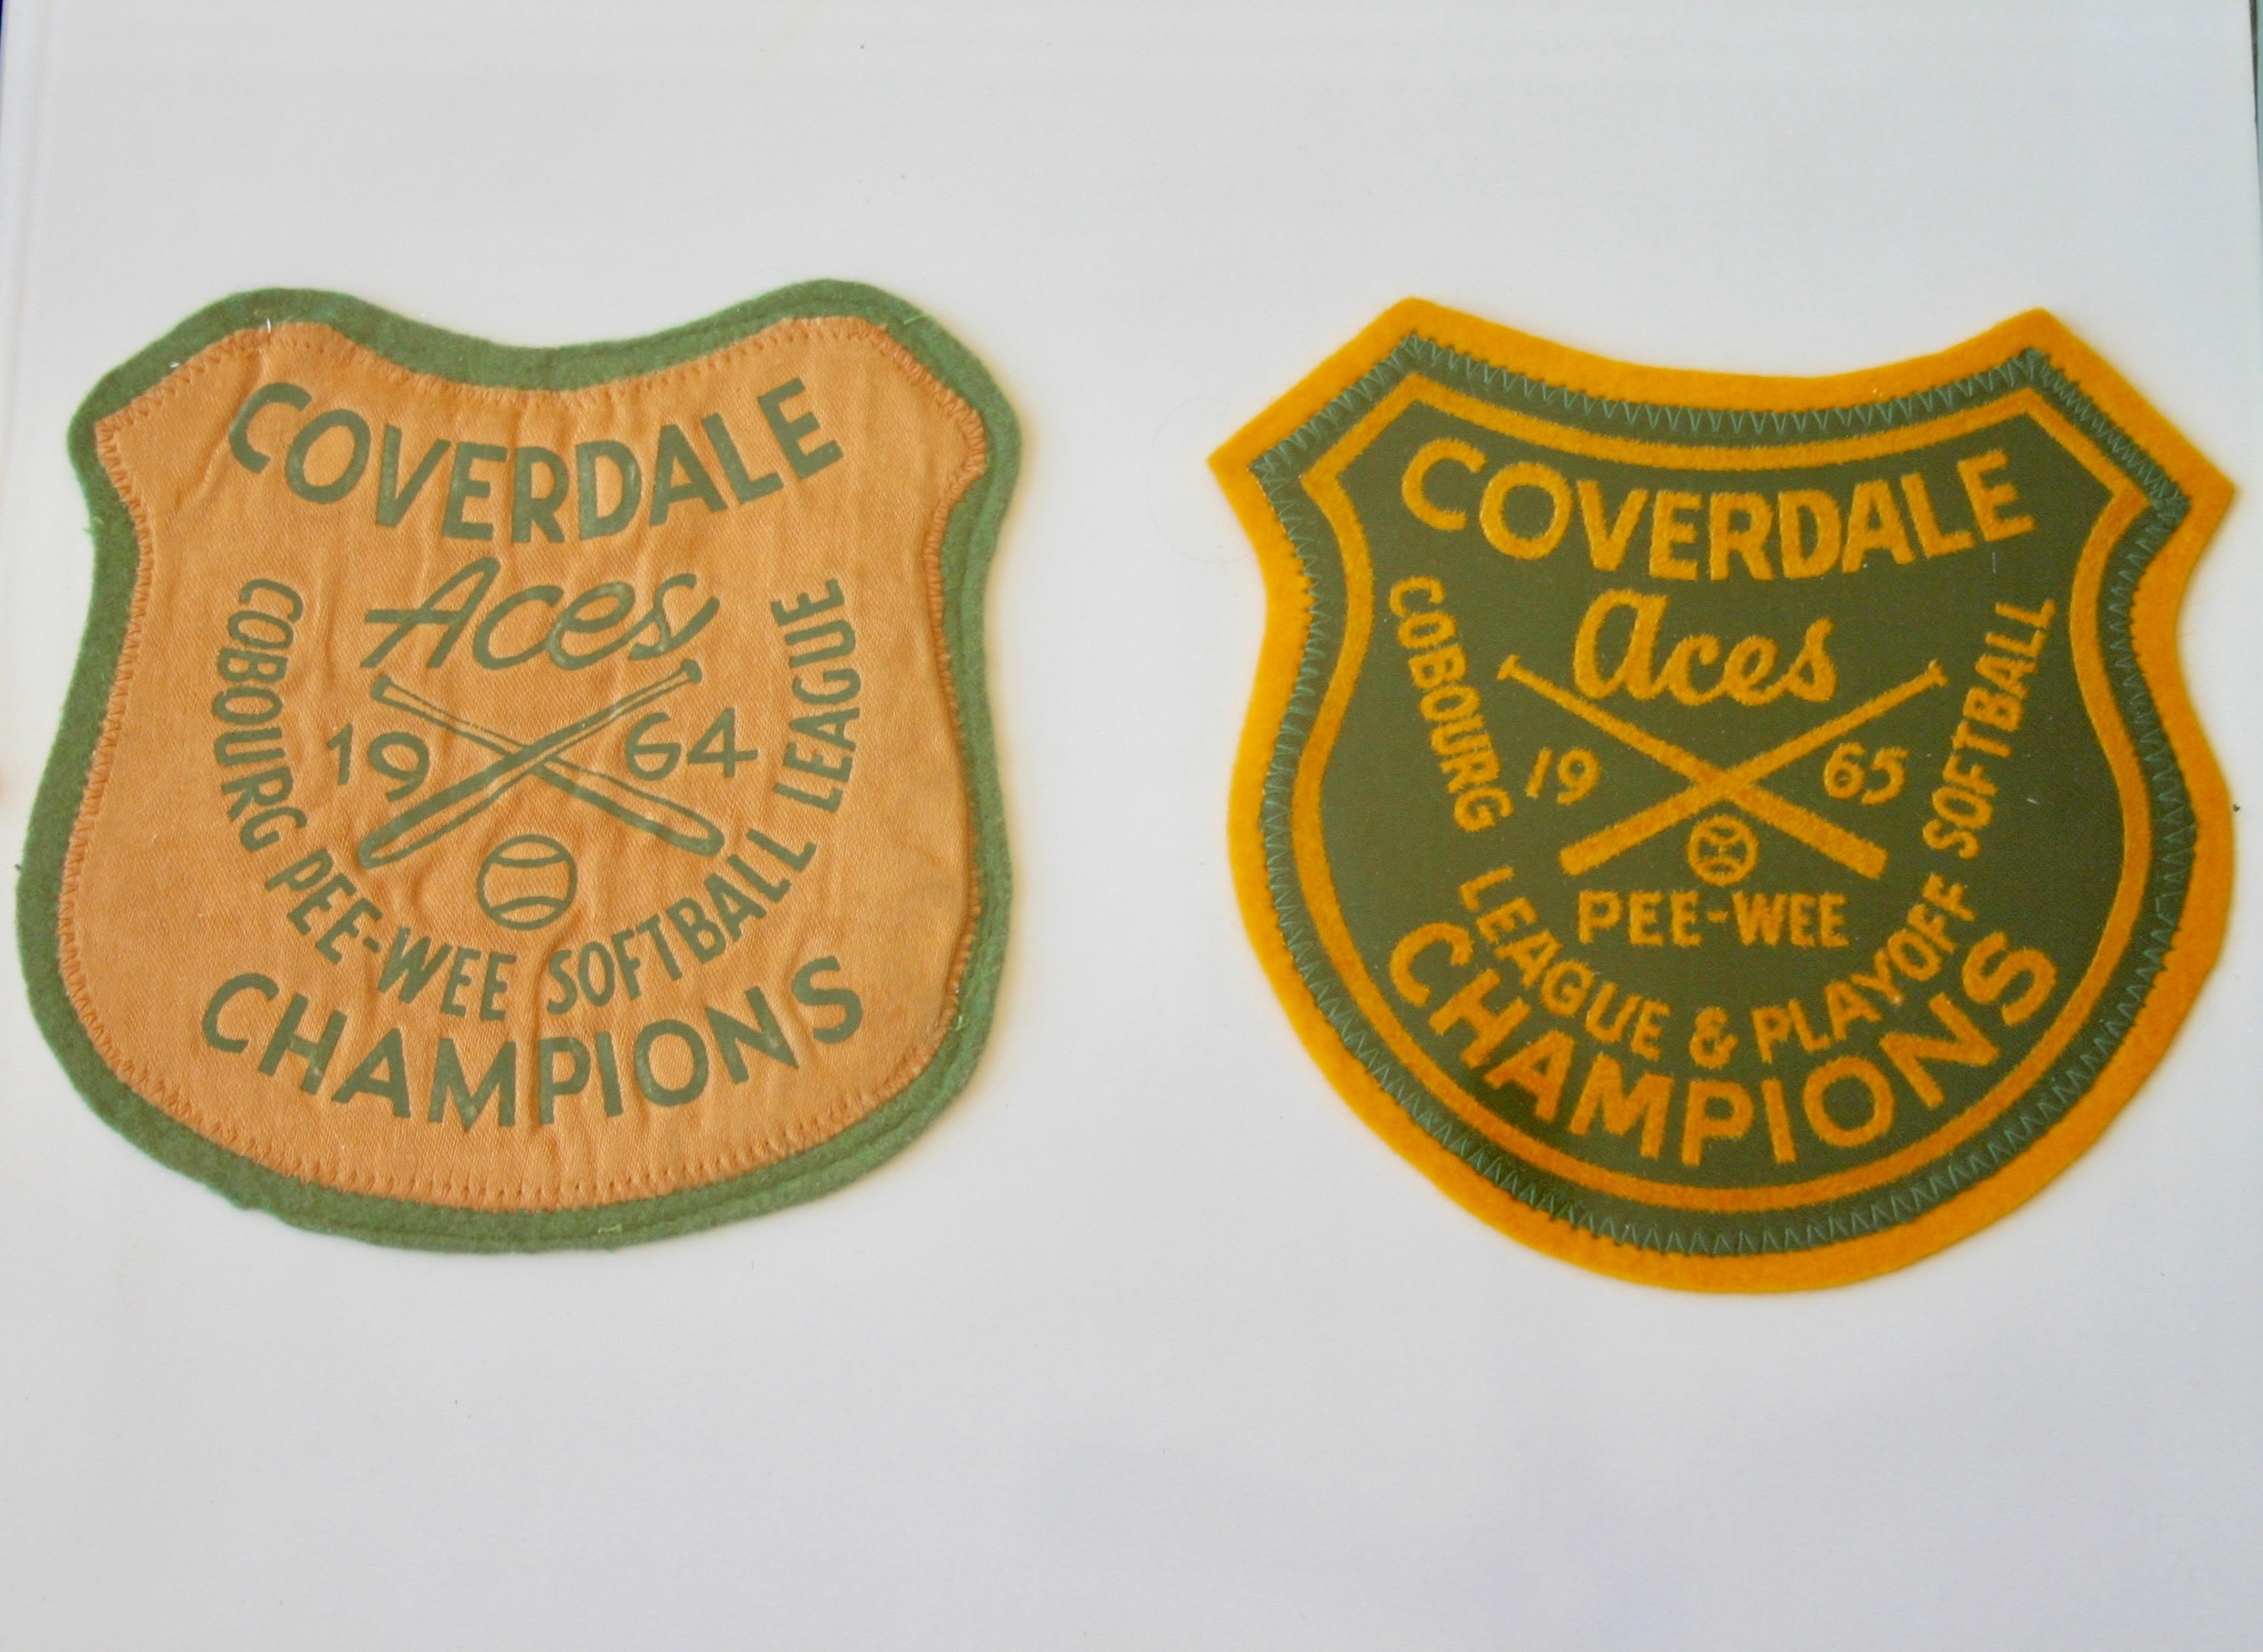 COVERDALE
Aces
19 64
COBOURG PEE-WEE SOFTBALL LEAGUE
CHAMPIONS
COVERDALE
Aces
19 65
COBOURG SOFTBALL
PEE-WEE
LEAGUE & PLAYOFF
CHAMPIONS